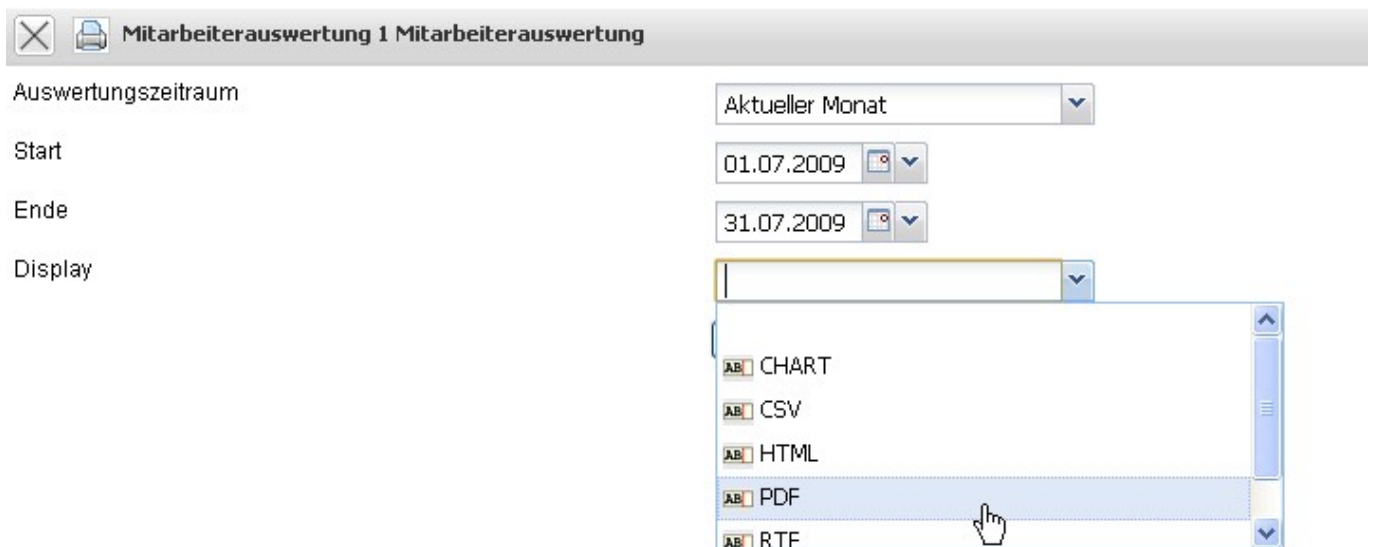 Mitarbeiterauswertung 1 Mitarbeiterauswertung
Auswertungszeitraum
Aktueller Monat
Start
01.07.2009
Ende
31.07.2009
Display
CHART
CSV
HTML
PDF
RTF